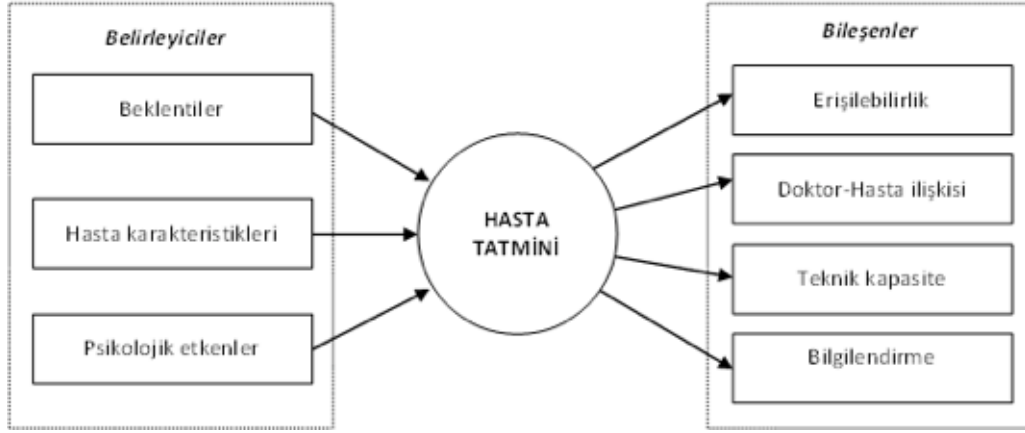 Belirleyiciler
Beklentiler
Hasta karakteristikleri
Psikolojik etkenler
HASTA
TATMİNİ
Bileşenler
Erişilebilirlik
Doktor-Hasta ilişkisi
Teknik kapasite
Bilgilendirme